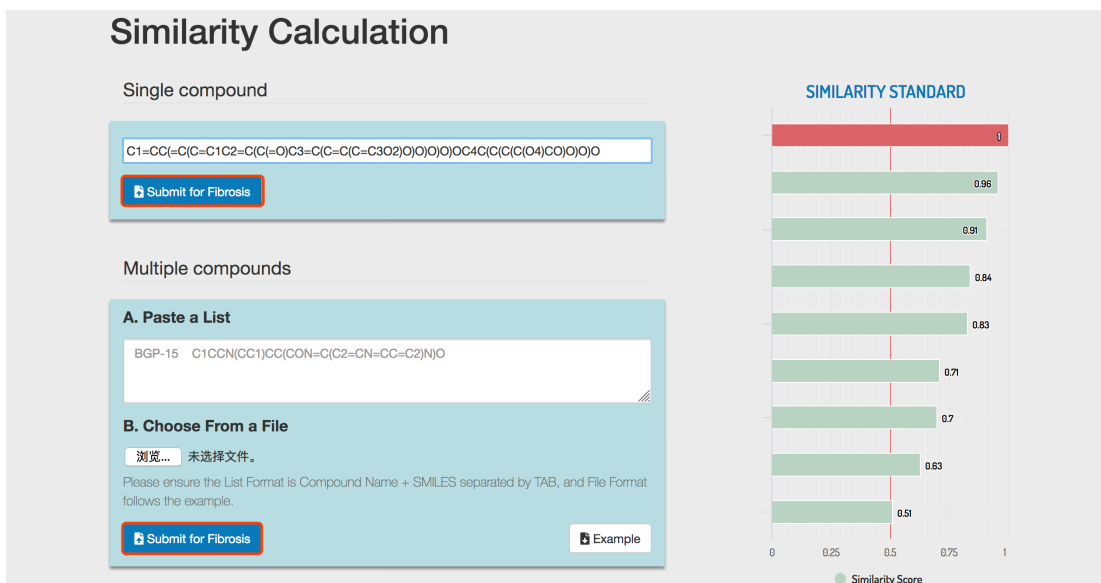 Similarity Calculation
Single compound
C1=CC(=C(C=C1C2=C(C(=O)C3=C(C=C(C=C3O2)O)O)O)O)OC4C(C(C(C(O4)CO)O)O)O
Submit for Fibrosis
Multiple compounds
A. Paste a List
BGP-15 C1CCN(CC1)CC(CON=C(C2=CN=CC=C2)N)O
B. Choose From a File
浏览... 未选择文件。
Please ensure the List Format is Compound Name + SMILES separated by TAB, and File Format
follows the example.
Submit for Fibrosis
Example
SIMILARITY STANDARD
1
0.96
0.91
0.84
0.83
0.71
0.7
0.63
0.51
0 0.25 0.5 0.75 1
Similarity Score